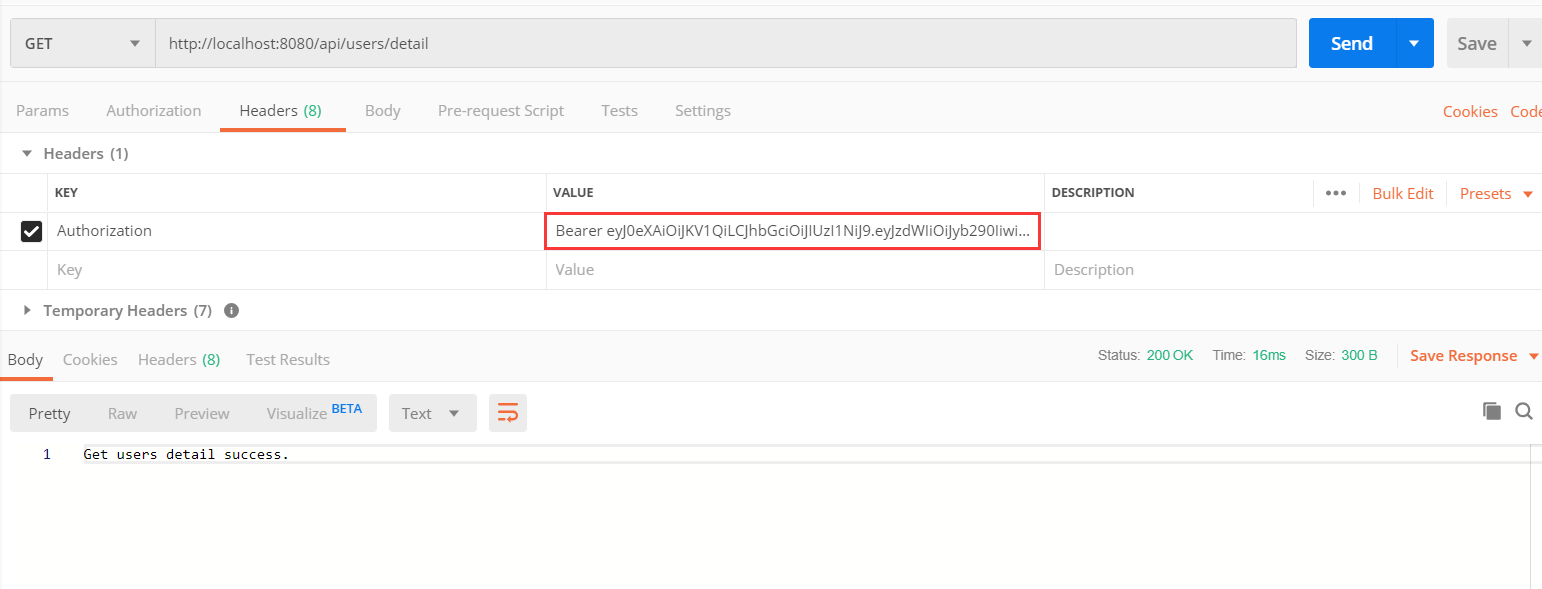 GET http://localhost:8080/api/users/detail Send Save
Params Authorization Headers (8) Body Pre-request Script Tests Settings Cookies Code
Headers (1)
KEY VALUE DESCRIPTION ••• Bulk Edit Presets
Authorization Bearer eyJ0eXAiOiJKV1QiLCJhbGciOiJIUzI1NiJ9.eyJzdWIiOiJyb290Iiwi...
Key Value Description
Temporary Headers (7)
Body Cookies Headers (8) Test Results Status: 200 OK Time: 16ms Size: 300 B Save Response
Pretty Raw Preview Visualize BETA Text
1 Get users detail success.